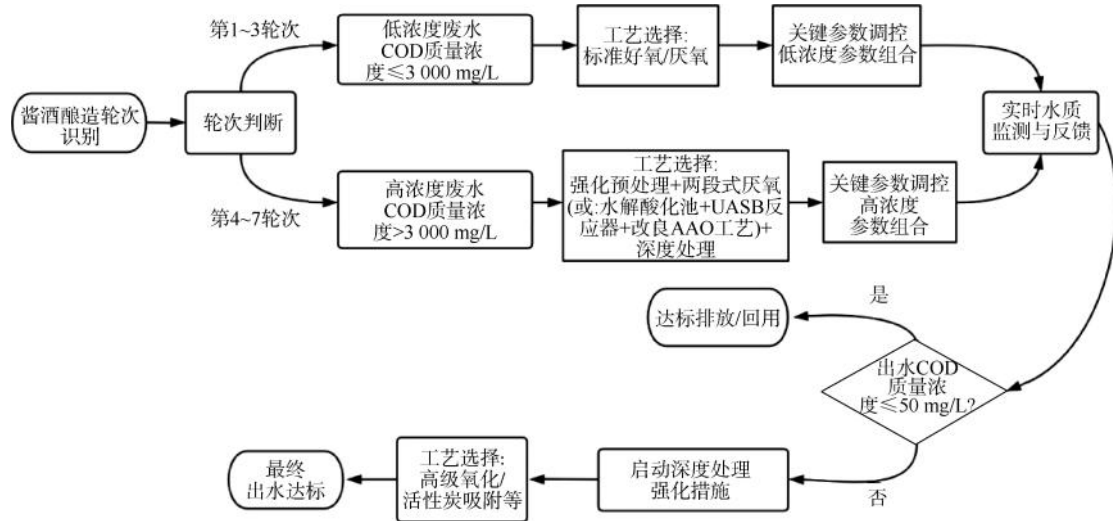 酱酒酿造轮次
识别
轮次判断
第1~3轮次
低浓度废水
COD质量浓
度≤3 000 mg/L
工艺选择:
标准好氧/厌氧
关键参数调控
低浓度参数组合
第4~7轮次
高浓度废水
COD质量浓
度>3 000 mg/L
工艺选择:
强化预处理+两段式厌氧
(或:水解酸化池+UASB反
应器+改良AAO工艺)+
深度处理
关键参数调控
高浓度
参数组合
实时水质
监测与反馈
出水COD
质量浓
度≤50 mg/L?
是
达标排放/回用
否
启动深度处理
强化措施
工艺选择:
高级氧化/
活性炭吸附等
最终
出水达标